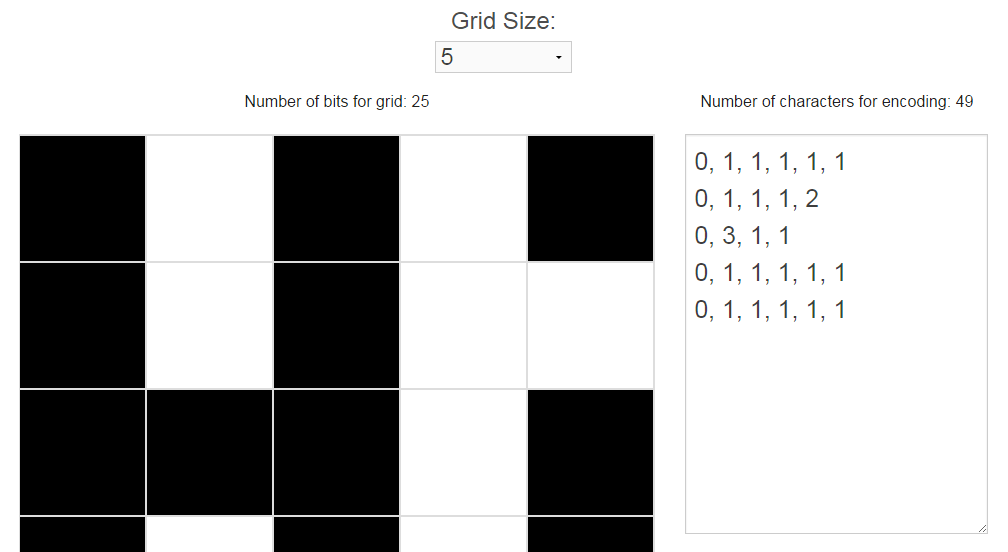 Grid Size:
5
Number of bits for grid: 25
Number of characters for encoding: 49
0, 1, 1, 1, 1, 1
0, 1, 1, 1, 2
0, 3, 1, 1
0, 1, 1, 1, 1, 1
0, 1, 1, 1, 1, 1